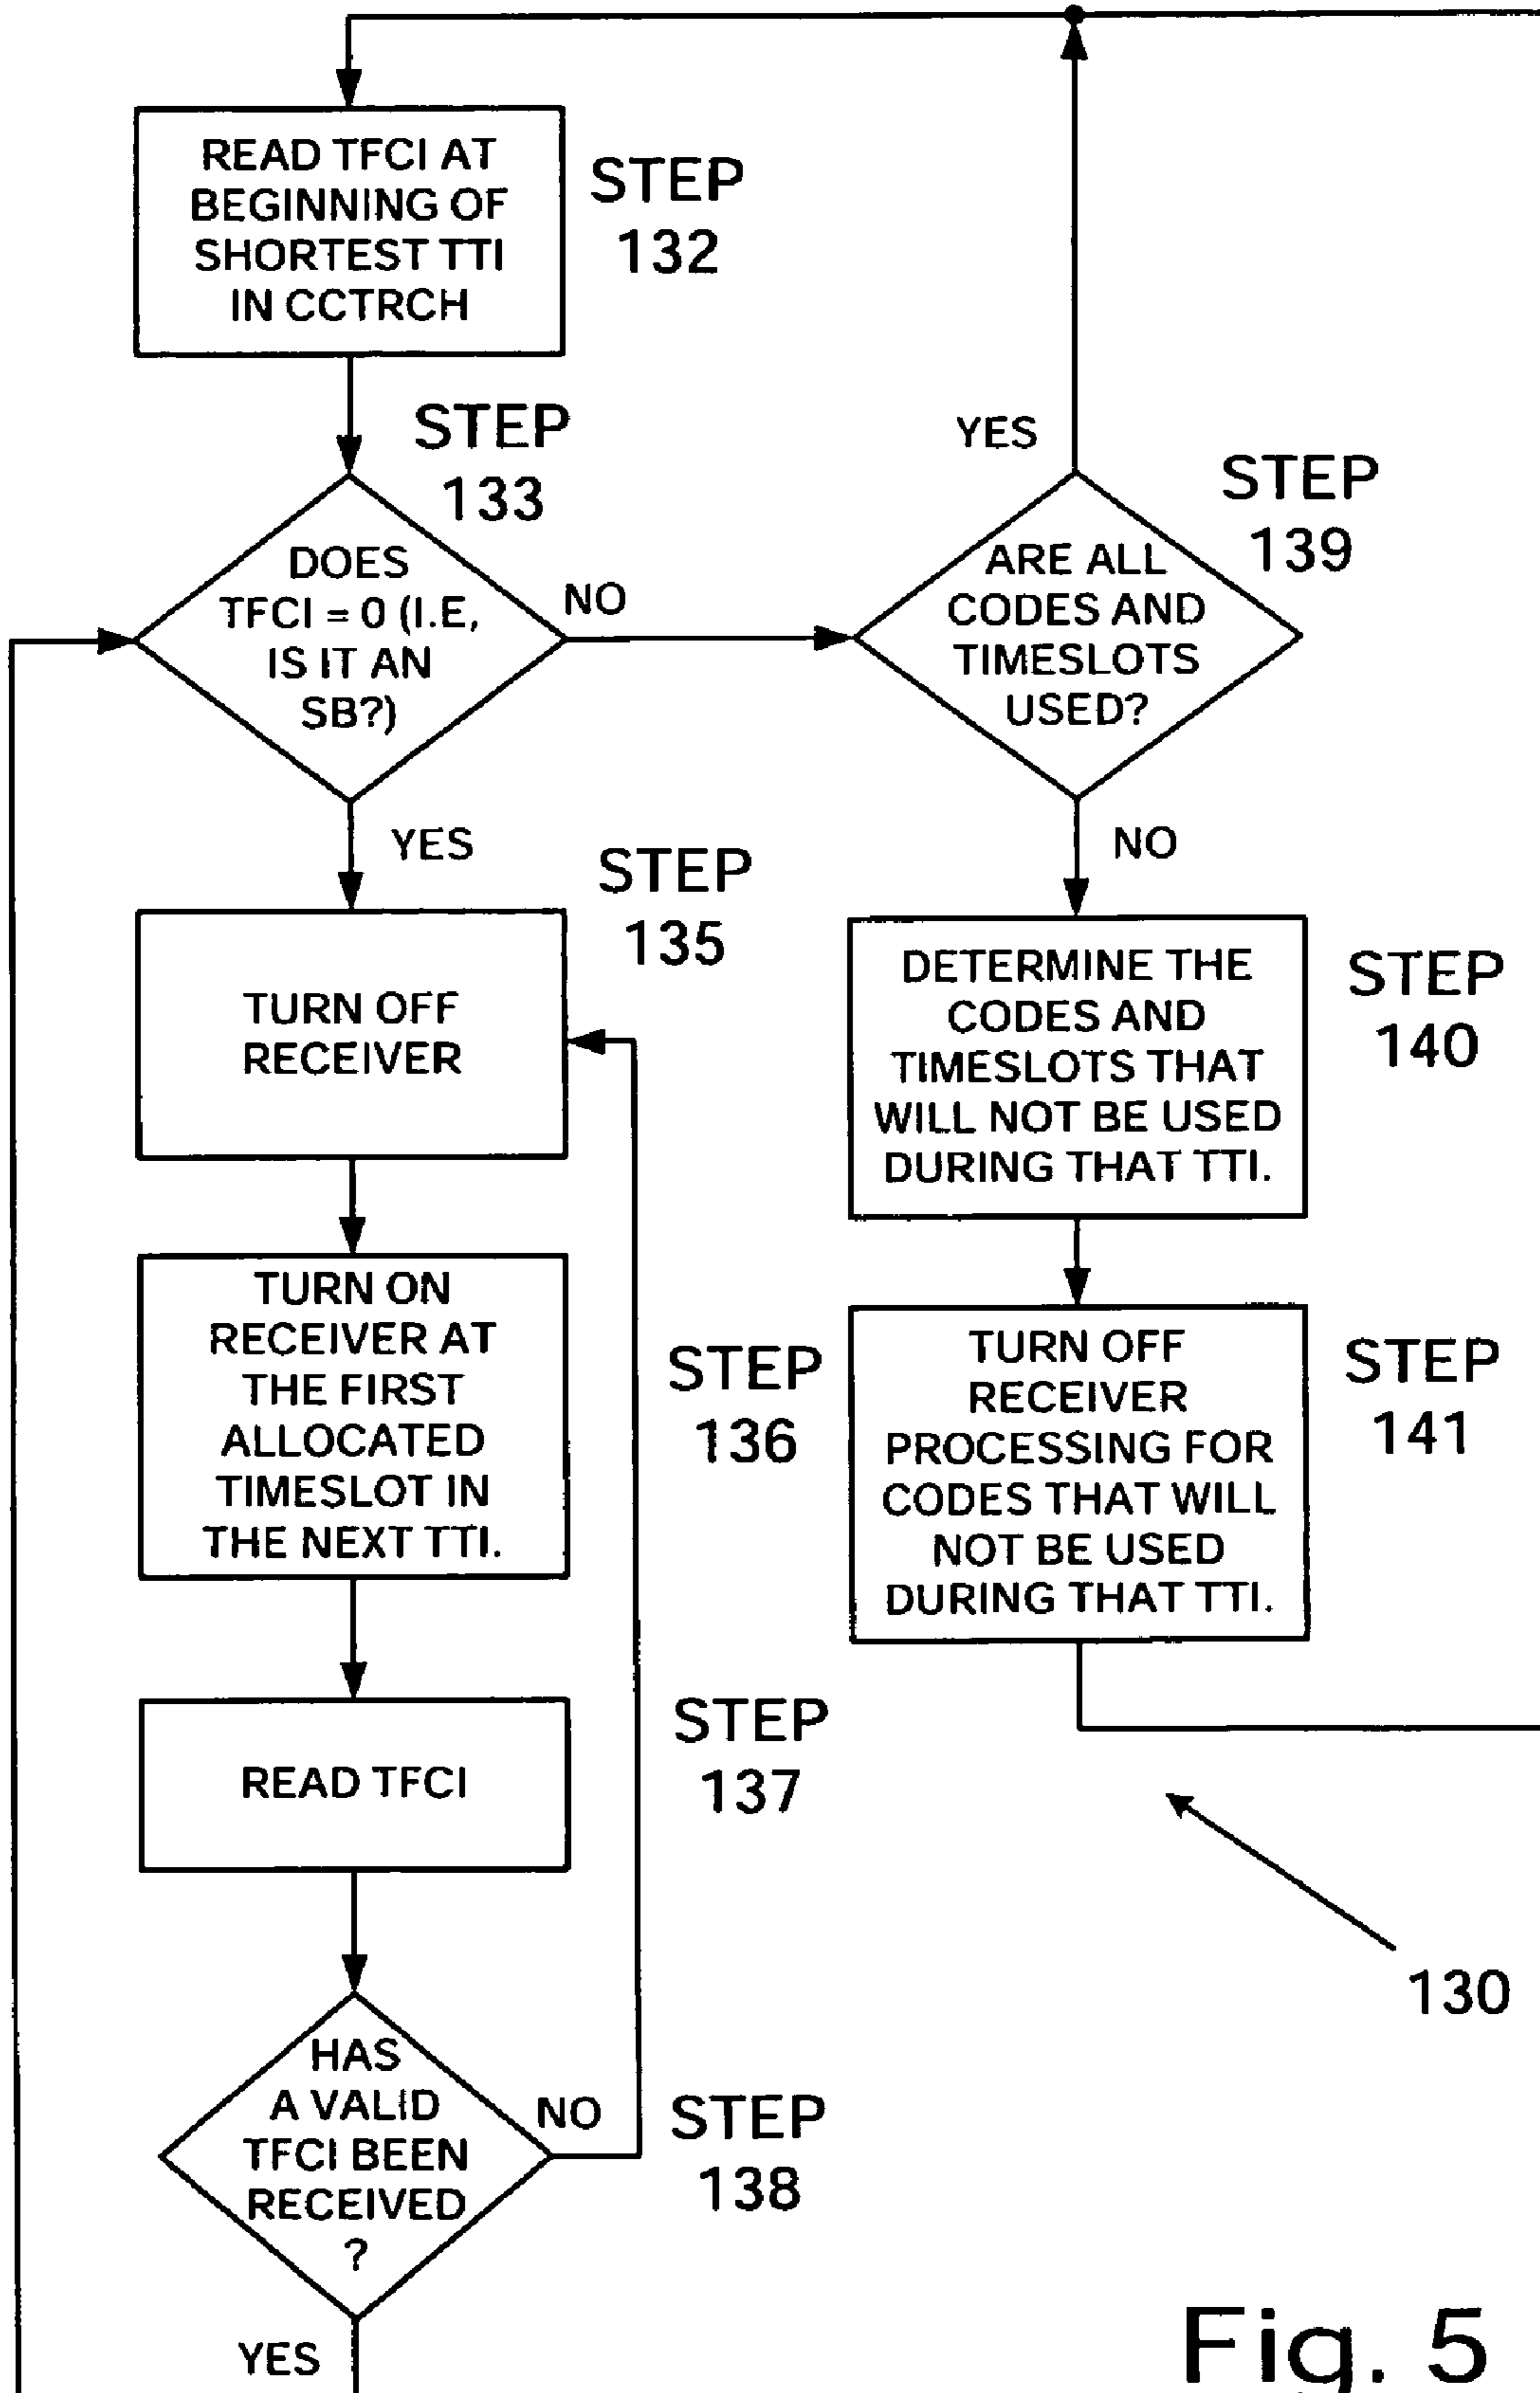 READ TFCI AT
BEGINNING OF
SHORTEST TTI
IN CCTRCH
STEP
132
STEP
133
DOES
TFCI = 0 (I.E,
IS IT AN
SB?)
NO
YES
YES
STEP
139
ARE ALL
CODES AND
TIMESLOTS
USED?
NO
STEP
135
TURN OFF
RECEIVER
DETERMINE THE
CODES AND
TIMESLOTS THAT
WILL NOT BE USED
DURING THAT TTI.
STEP
140
TURN ON
RECEIVER AT
THE FIRST
ALLOCATED
TIMESLOT IN
THE NEXT TTI.
STEP
136
TURN OFF
RECEIVER
PROCESSING FOR
CODES THAT WILL
NOT BE USED
DURING THAT TTI.
STEP
141
READ TFCI
STEP
137
130
HAS
A VALID
TFCI BEEN
RECEIVED
?
NO
STEP
138
YES
Fig. 5